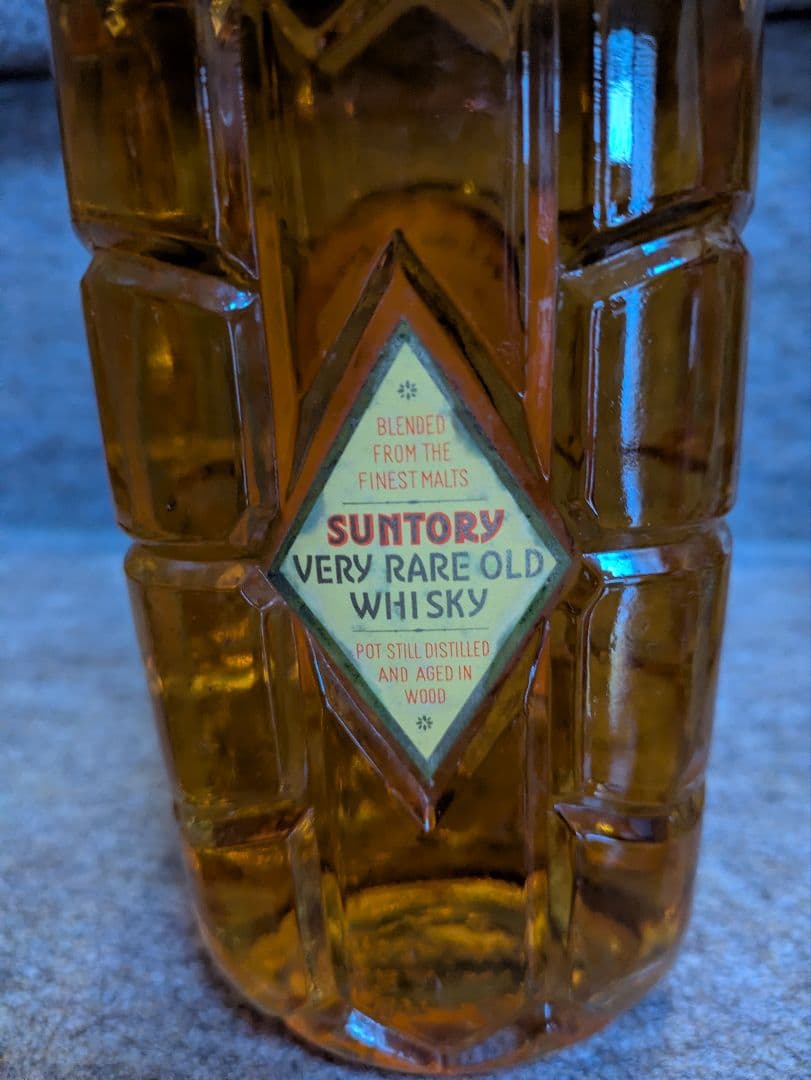 BLENDED
FROM THE
FINEST MALTS
SUNTORY
VERY RARE OLD
WHISKY
POT STILL DISTILLED
AND AGED IN
WOOD